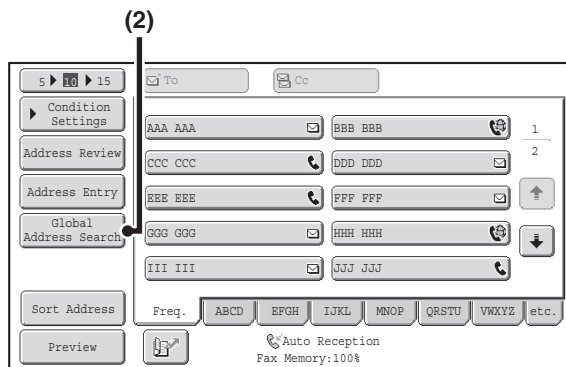 (2)
5 10 15
To
Cc
Condition
Settings
Address Review
Address Entry
Global
Address Search
Sort Address
Preview
AAA AAA
BBB BBB
CCC CCC
DDD DDD
EEE EEE
FFF FFF
GGG GGG
HHH HHH
III III
JJJ JJJ
1
2
Freq. ABCD EFGH IJKL MNOP QRSTU VWXYZ etc.
Auto Reception
Fax Memory:100%